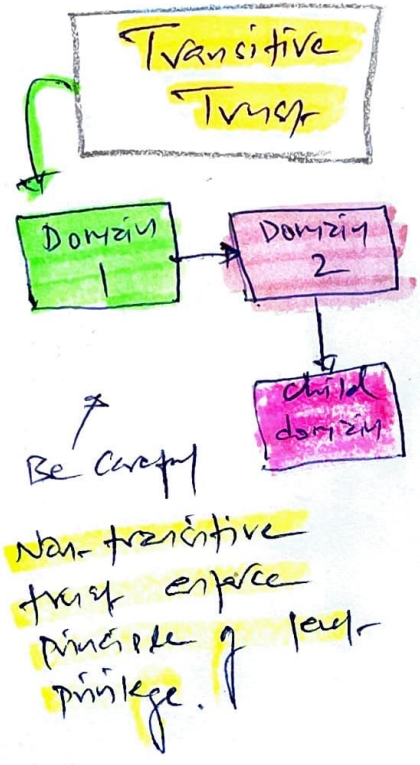 Transitive
Trust
Domain
1
Domain
2
child
domain
Be Careful
Non-transitive
trust enforce
principle of least
privilege.